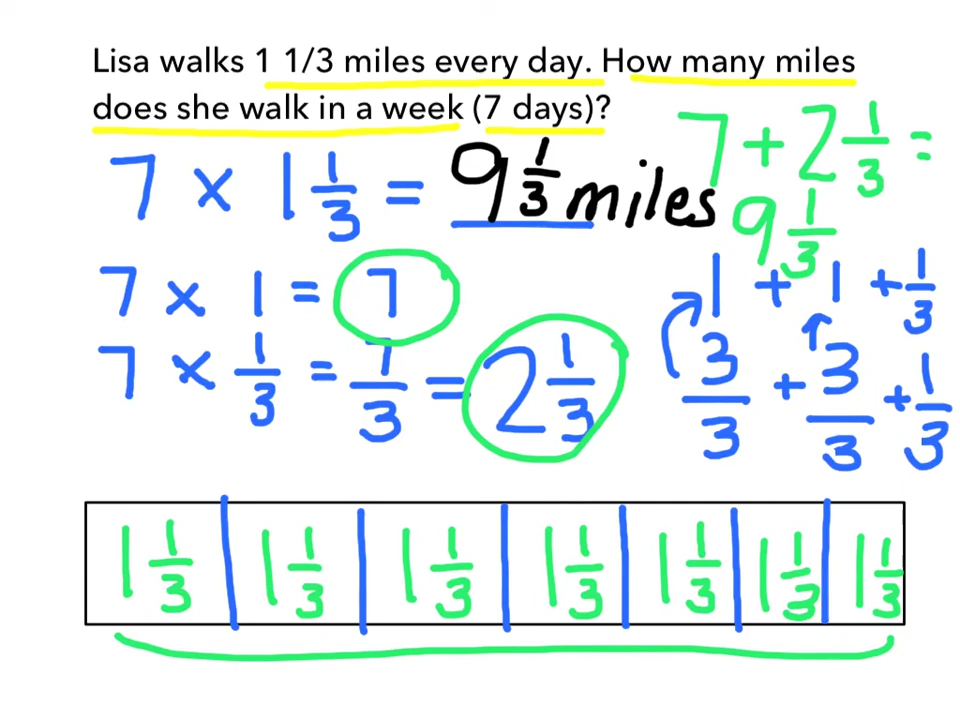 Lisa walks 1 1/3 miles every day. How many miles
does she walk in a week (7 days)?
7 × 1 1/3 = 9 1/3 miles
7 + 2 1/3 =
9 1/3
7 × 1 = 7
1 + 1 + 1/3
7 × 1/3 = 7/3 = 2 1/3
3/3 + 3/3 + 1/3
1 1/3 1 1/3 1 1/3 1 1/3 1 1/3 1 1/3 1 1/3